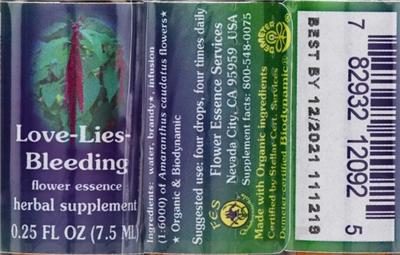 Love-Lies-
Bleeding
flower essence
herbal supplement
0.25 FL OZ (7.5 ML)
Ingredients: water, brandy★, infusion
(1:6000) of Amaranthus caudatus flowers★
★ Organic & Biodynamic
Suggested use: four drops, four times daily
Flower Essence Services
Nevada City, CA 95959 USA
Supplement facts: 800-548-0075
FES
Made with Organic ingredients
Certified by Stellar Cert. Services
Demeter-certified Biodynamic®
BEST BY 12/2021 111218
7 82932 12092 5